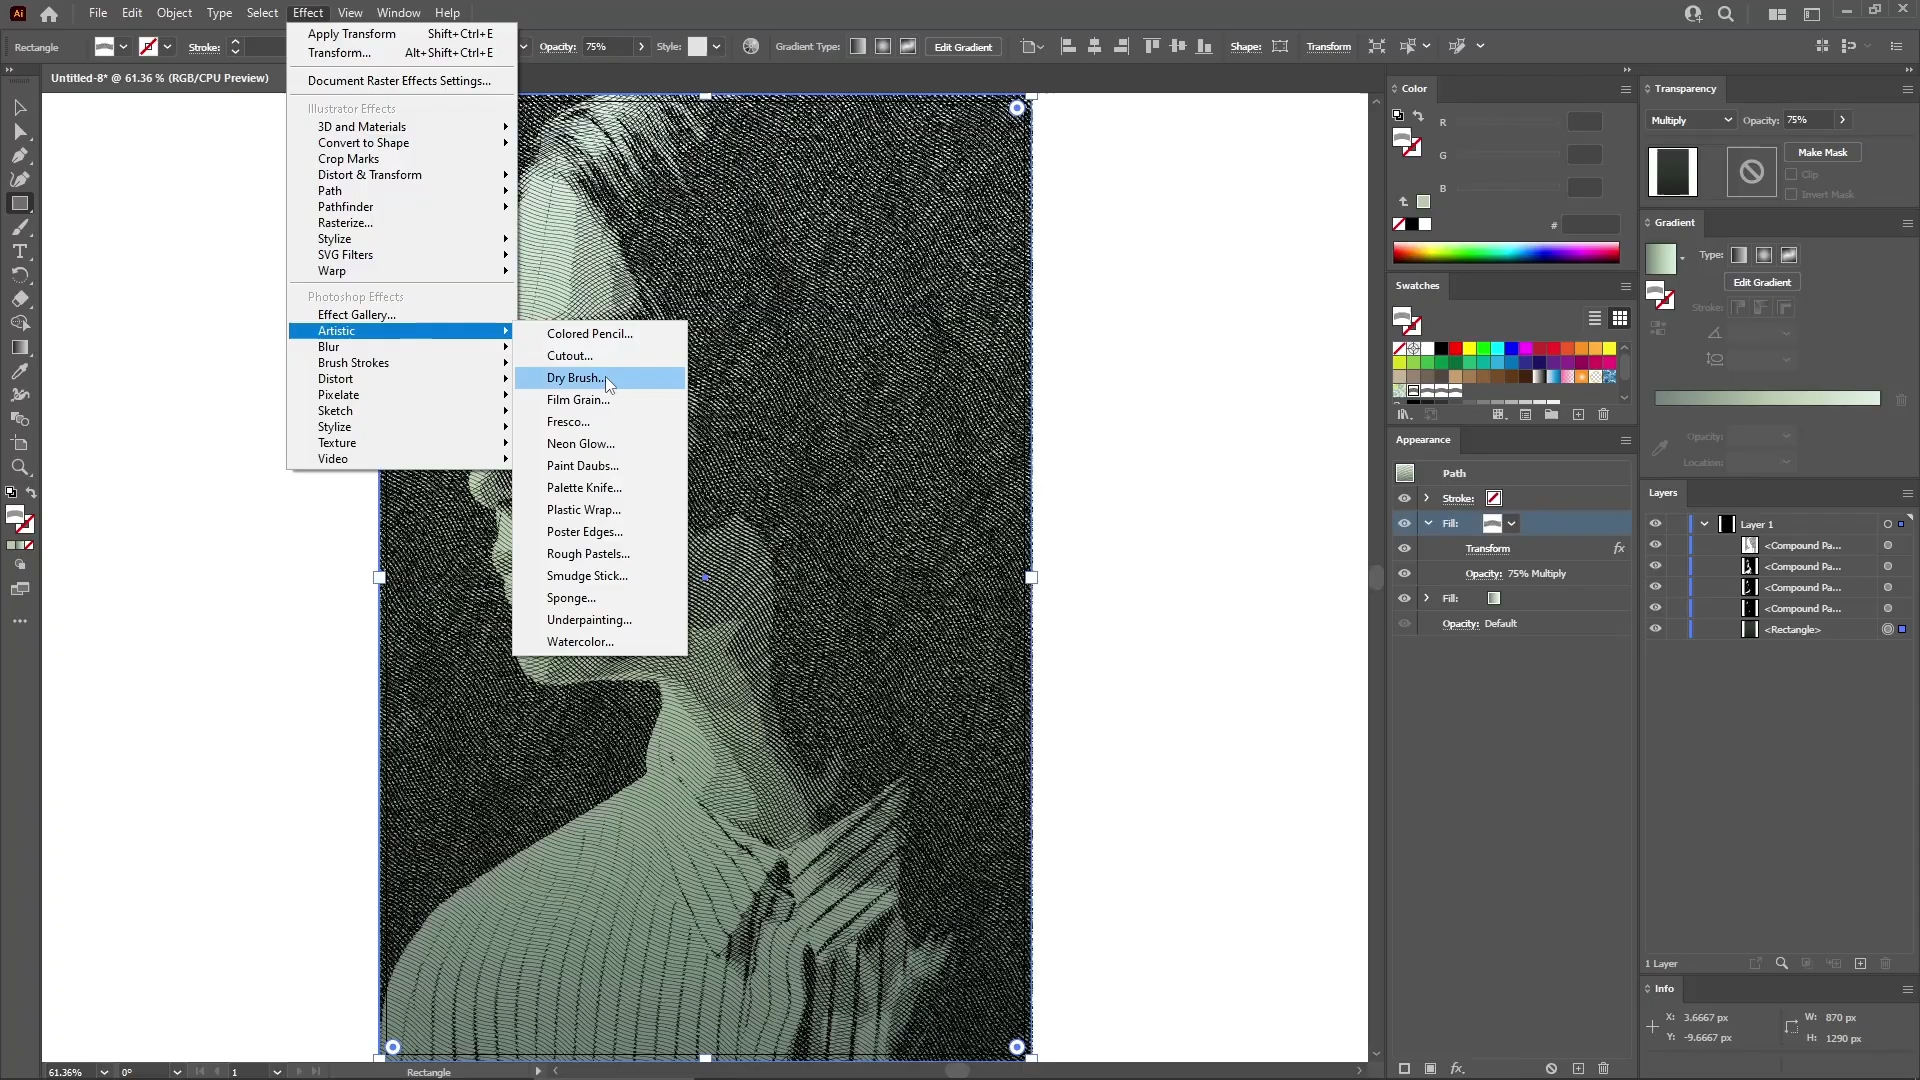 Ai File Edit Object Type Select Effect View Window Help
Rectangle Stroke: Opacity: 75% Style: Gradient Type: Edit Gradient Shape: Transform
Untitled-8* @ 61.36 % (RGB/CPU Preview)
Apply Transform Shift+Ctrl+E
Transform... Alt+Shift+Ctrl+E
Document Raster Effects Settings...
Illustrator Effects
3D and Materials
Convert to Shape
Crop Marks
Distort & Transform
Path
Pathfinder
Rasterize...
Stylize
SVG Filters
Warp
Photoshop Effects
Effect Gallery...
Artistic
Blur
Brush Strokes
Distort
Pixelate
Sketch
Stylize
Texture
Video
Colored Pencil...
Cutout...
Dry Brush...
Film Grain...
Fresco...
Neon Glow...
Paint Daubs...
Palette Knife...
Plastic Wrap...
Poster Edges...
Rough Pastels...
Smudge Stick...
Sponge...
Underpainting...
Watercolor...
Color
R
G
B
#
Swatches
Appearance
Path
Stroke:
Fill:
Transform fx
Opacity: 75% Multiply
Fill:
Opacity: Default
fx
Transparency
Multiply Opacity: 75%
Make Mask
Clip
Invert Mask
Gradient
Type:
Edit Gradient
Stroke:
Opacity:
Location:
Layers
Layer 1
<Compound Pa...
<Compound Pa...
<Compound Pa...
<Compound Pa...
<Rectangle>
1 Layer
Info
X: 3.6667 px W: 870 px
Y: -9.6667 px H: 1290 px
61.36% 0° 1 Rectangle